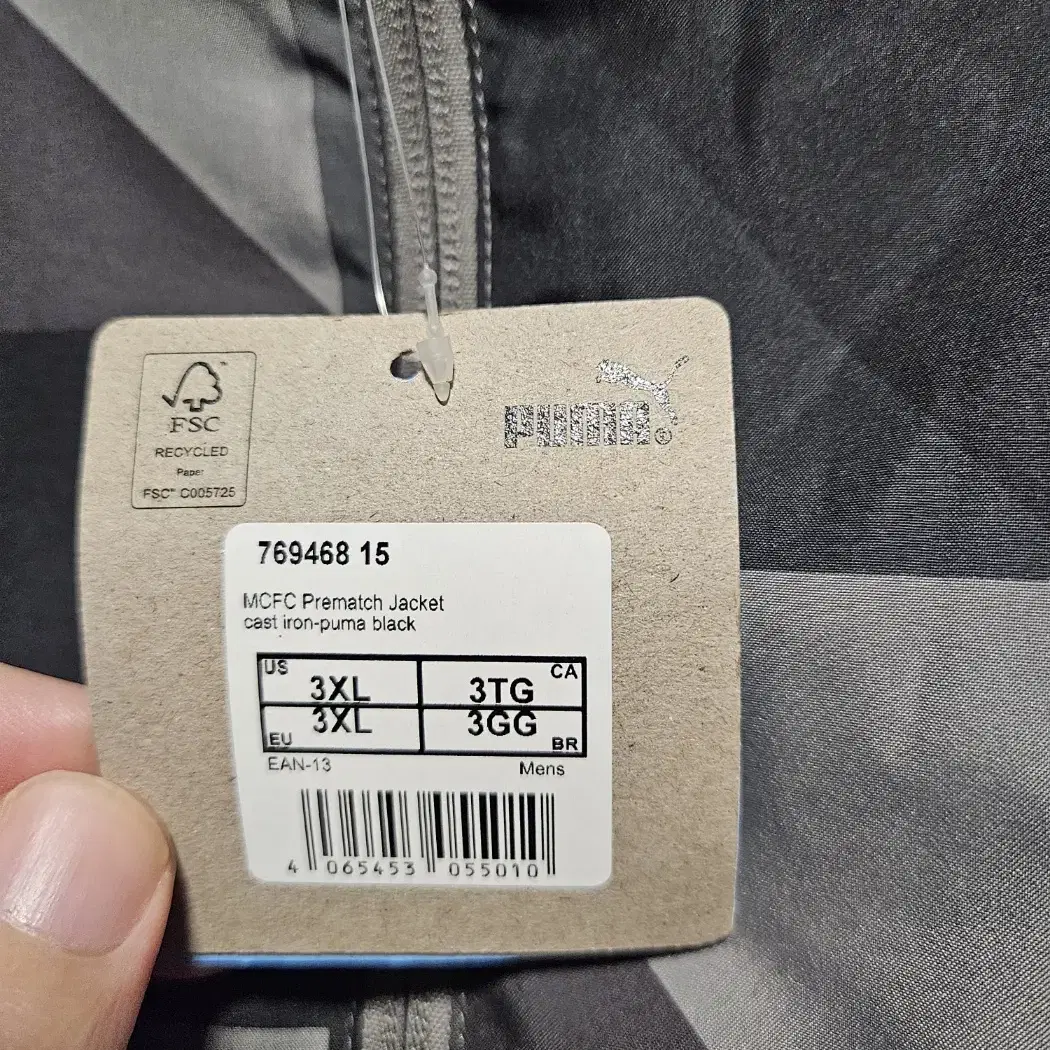 FSC
RECYCLED
Paper
FSC® C005725
PUMA®
769468 15
MCFC Prematch Jacket
cast iron-puma black
US 3XL 3TG CA
EU 3XL 3GG BR
EAN-13 Mens
4 065453 055010